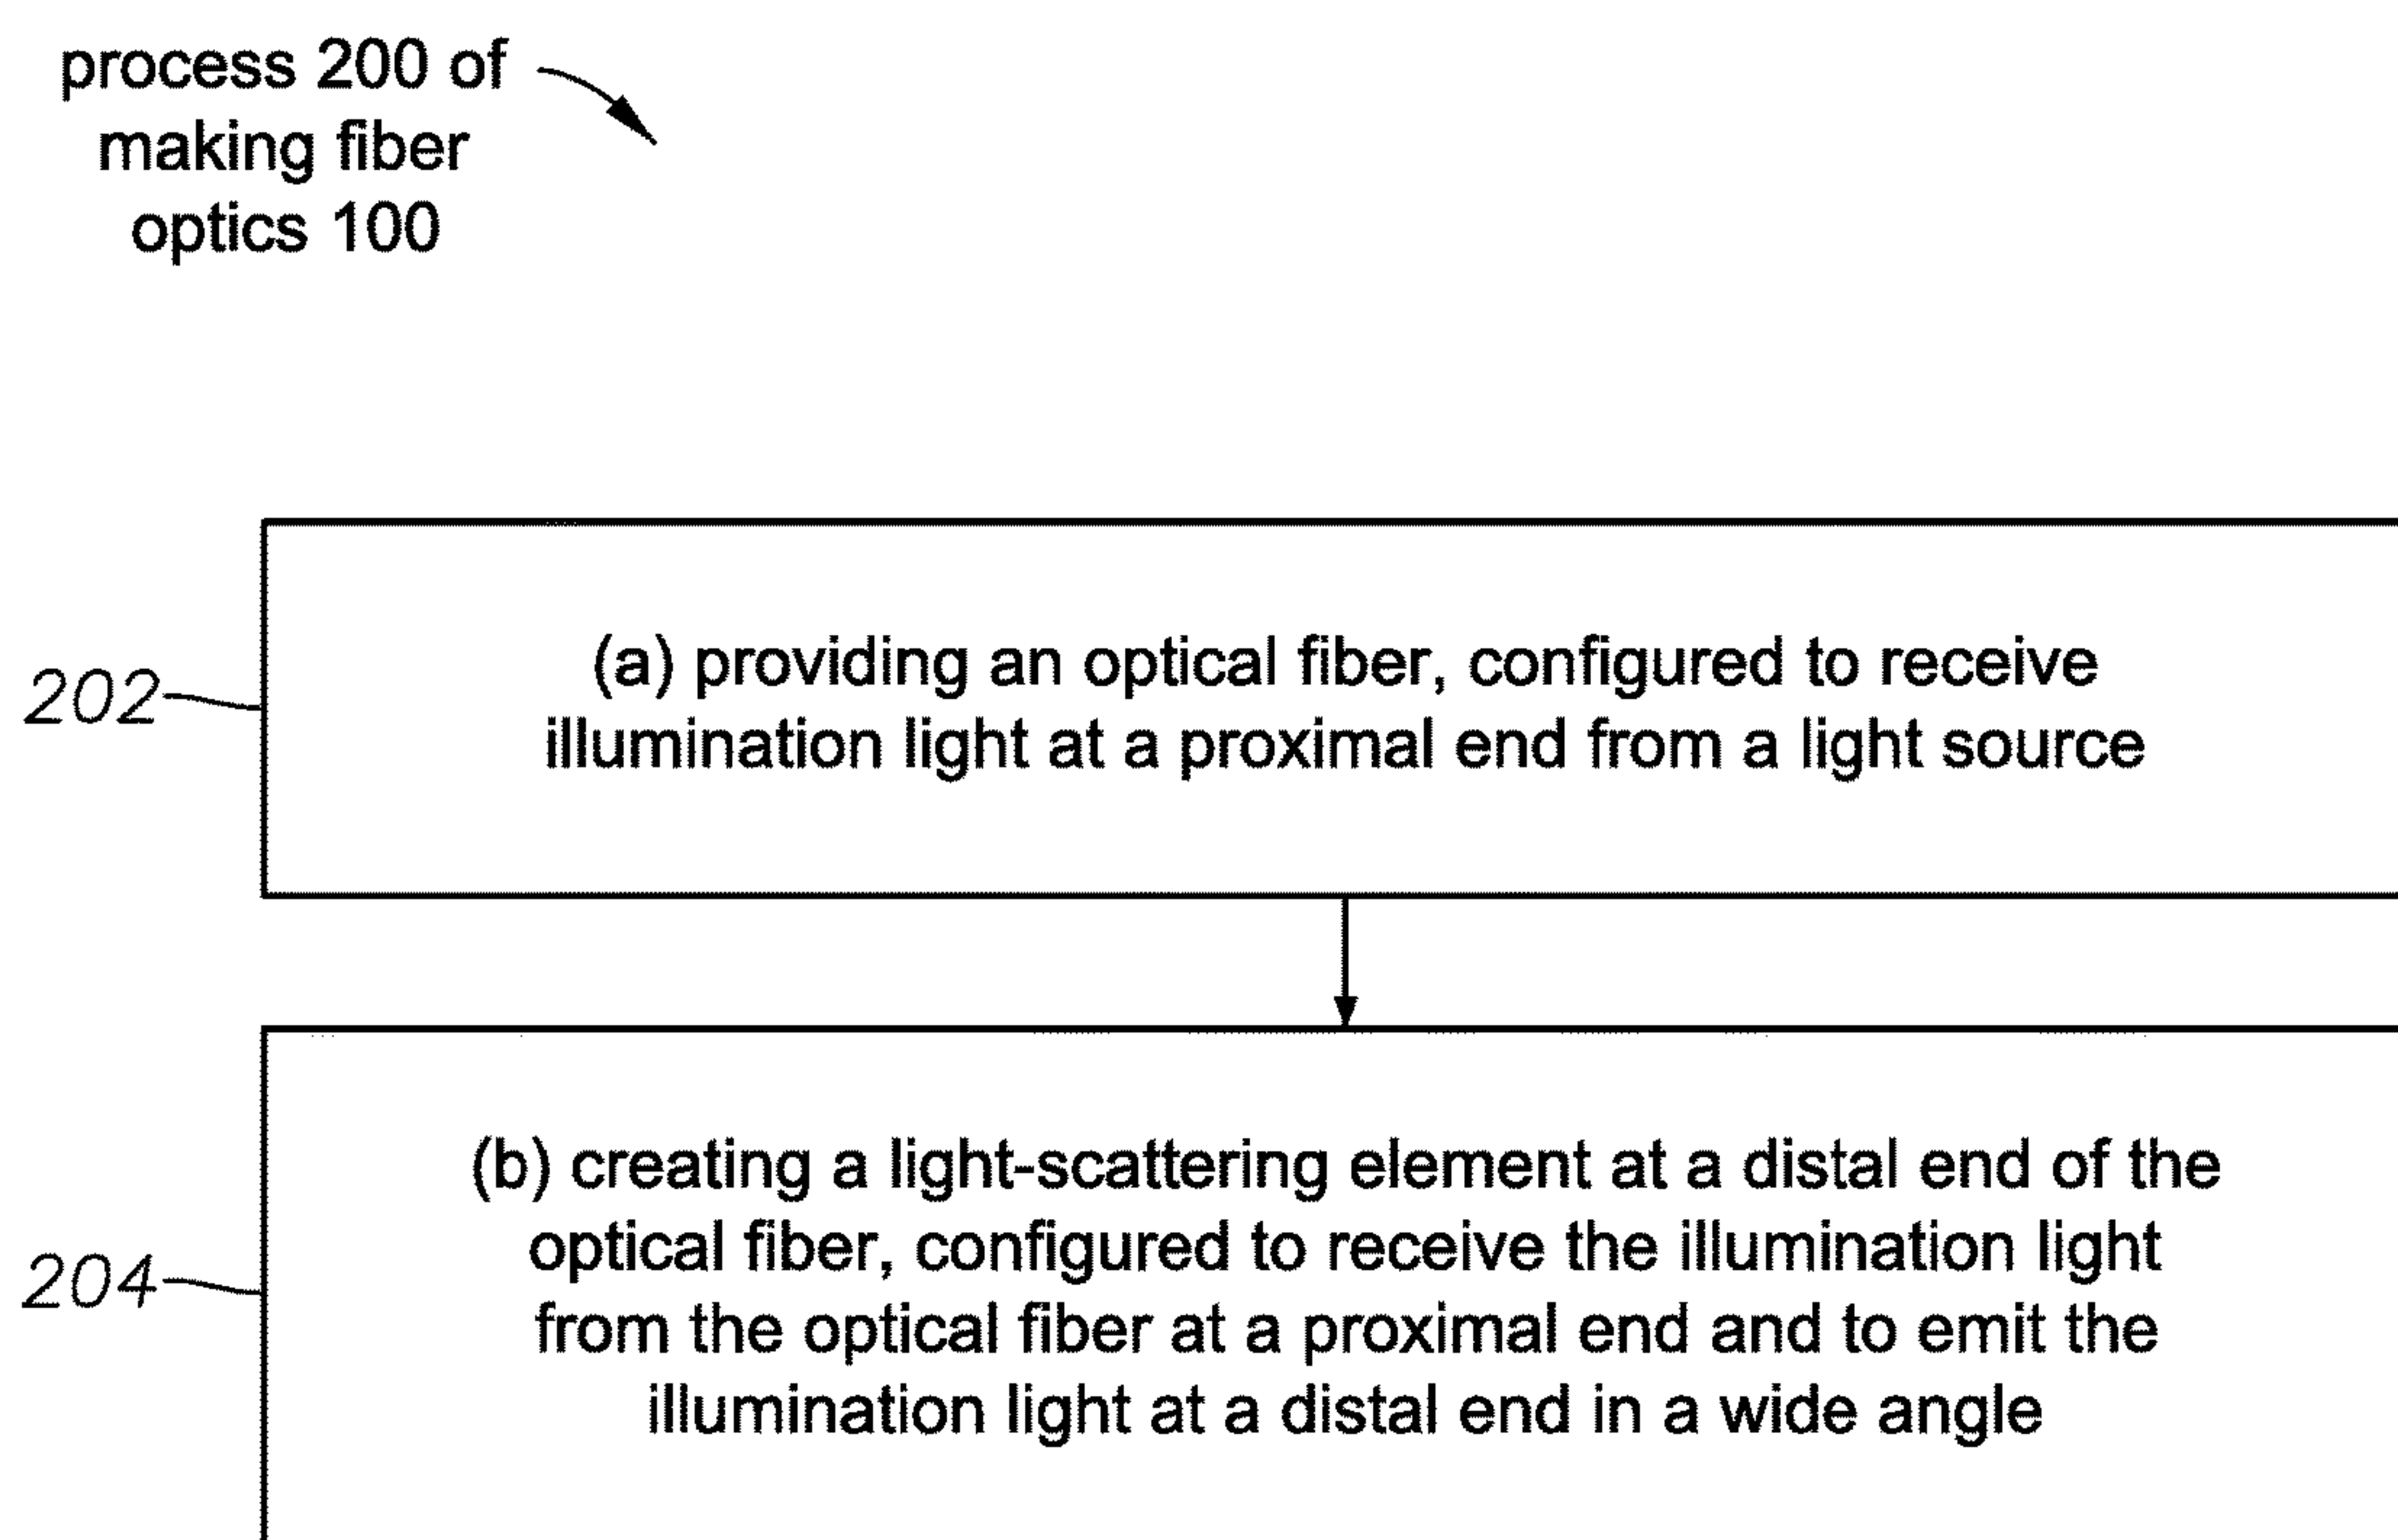 process 200 of
making fiber
optics 100
202
(a) providing an optical fiber, configured to receive
illumination light at a proximal end from a light source
204
(b) creating a light-scattering element at a distal end of the
optical fiber, configured to receive the illumination light
from the optical fiber at a proximal end and to emit the
illumination light at a distal end in a wide angle